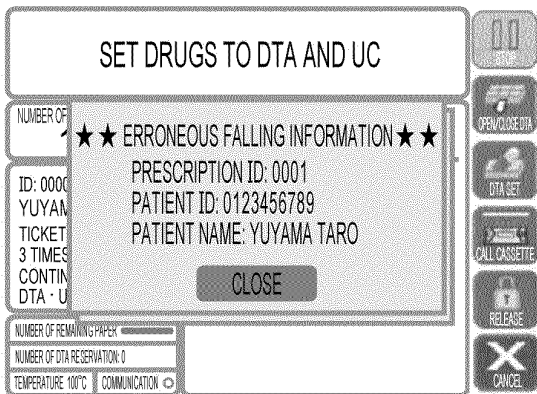 SET DRUGS TO DTA AND UC
STOP
NUMBER OF
★★ ERRONEOUS FALLING INFORMATION ★★
PRESCRIPTION ID: 0001
PATIENT ID: 0123456789
PATIENT NAME: YUYAMA TARO
CLOSE
ID: 0000
YUYAM
TICKET
3 TIMES
CONTIN
DTA · U
OPEN/CLOSE DTA
DTA SET
CALL CASSETTE
RELEASE
CANCEL
NUMBER OF REMAINING PAPER
NUMBER OF DTA RESERVATION: 0
TEMPERATURE 100°C COMMUNICATION